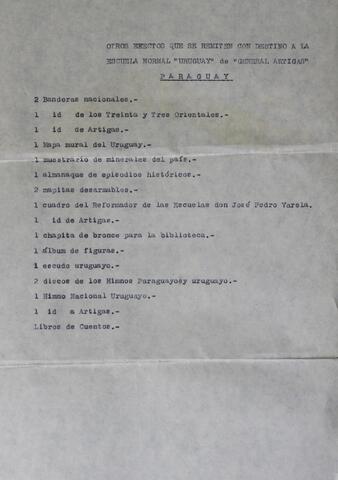 OTROS EFECTOS QUE SE REMITEN CON DESTINO A LA
ESCUELA NORMAL "URUGUAY" de "GENERAL ARTIGAS"
PARAGUAY
2 Banderas nacionales.-
1 id de los Treinta y Tres Orientales.-
1 id de Artigas.-
1 Mapa mural del Uruguay.-
1 muestrario de minerales del país.-
1 almanaque de episodios históricos.-
2 mapitas desarmables.-
1 cuadro del Reformador de las Escuelas don José Pedro Varela.
1 id de Artigas.-
1 chapita de bronce para la biblioteca.-
1 álbum de figuras.-
1 escudo uruguayo.-
2 discos de los Himnos Paraguayoсy uruguayo.-
1 Himno Nacional Uruguayo.-
1 id a Artigas.-
Libros de Cuentos.-